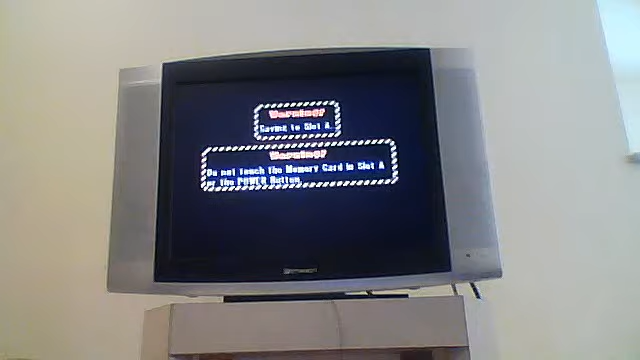 Warning!
Saving to Slot A.
Warning!
Do not touch the Memory Card in Slot A
or the POWER Button.